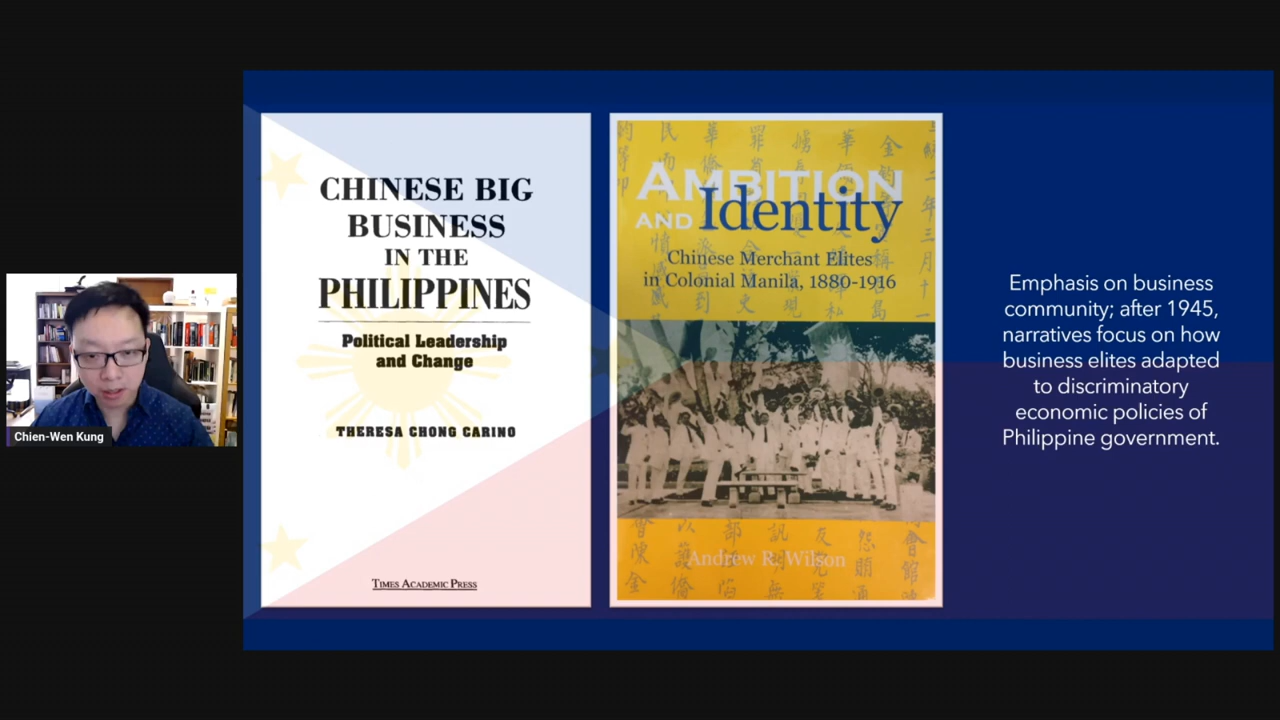 Chien-Wen Kung
CHINESE BIG
BUSINESS
IN THE
PHILIPPINES
Political Leadership
and Change
THERESA CHONG CARINO
TIMES ACADEMIC PRESS
AMBITION
AND Identity
Chinese Merchant Elites
in Colonial Manila, 1880-1916
Andrew R. Wilson
Emphasis on business
community; after 1945,
narratives focus on how
business elites adapted
to discriminatory
economic policies of
Philippine government.